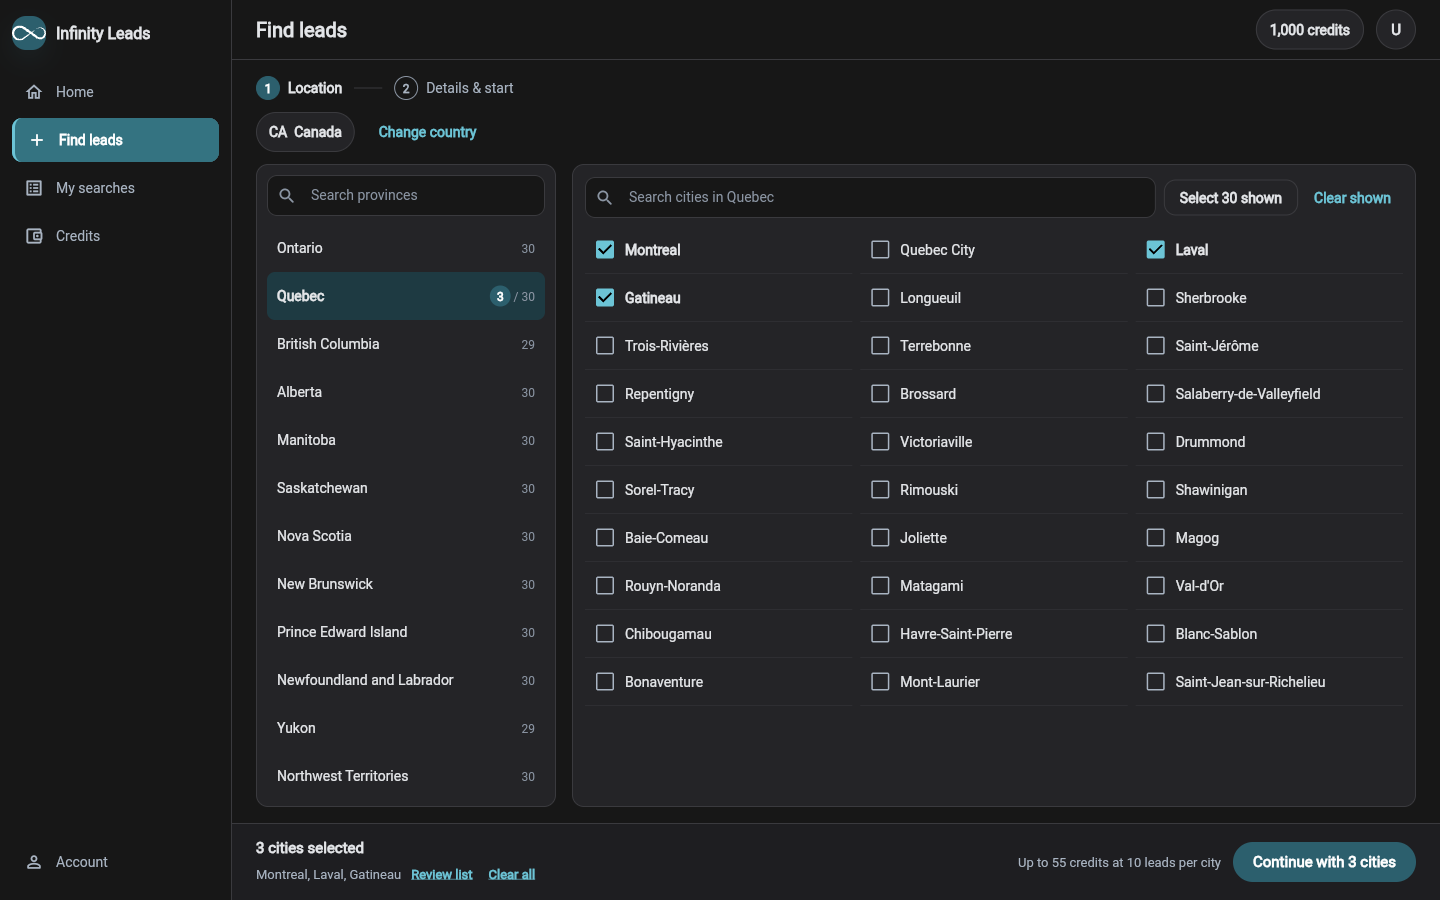 Infinity Leads
Home
Find leads
My searches
Credits
Account
Find leads
1,000 credits
U
1 Location
2 Details & start
CA Canada
Change country
Search provinces
Ontario 30
Quebec 3 / 30
British Columbia 29
Alberta 30
Manitoba 30
Saskatchewan 30
Nova Scotia 30
New Brunswick 30
Prince Edward Island 30
Newfoundland and Labrador 30
Yukon 29
Northwest Territories 30
Search cities in Quebec
Select 30 shown
Clear shown
Montreal Quebec City Laval
Gatineau Longueuil Sherbrooke
Trois-Rivières Terrebonne Saint-Jérôme
Repentigny Brossard Salaberry-de-Valleyfield
Saint-Hyacinthe Victoriaville Drummond
Sorel-Tracy Rimouski Shawinigan
Baie-Comeau Joliette Magog
Rouyn-Noranda Matagami Val-d'Or
Chibougamau Havre-Saint-Pierre Blanc-Sablon
Bonaventure Mont-Laurier Saint-Jean-sur-Richelieu
3 cities selected
Montreal, Laval, Gatineau Review list Clear all
Up to 55 credits at 10 leads per city
Continue with 3 cities